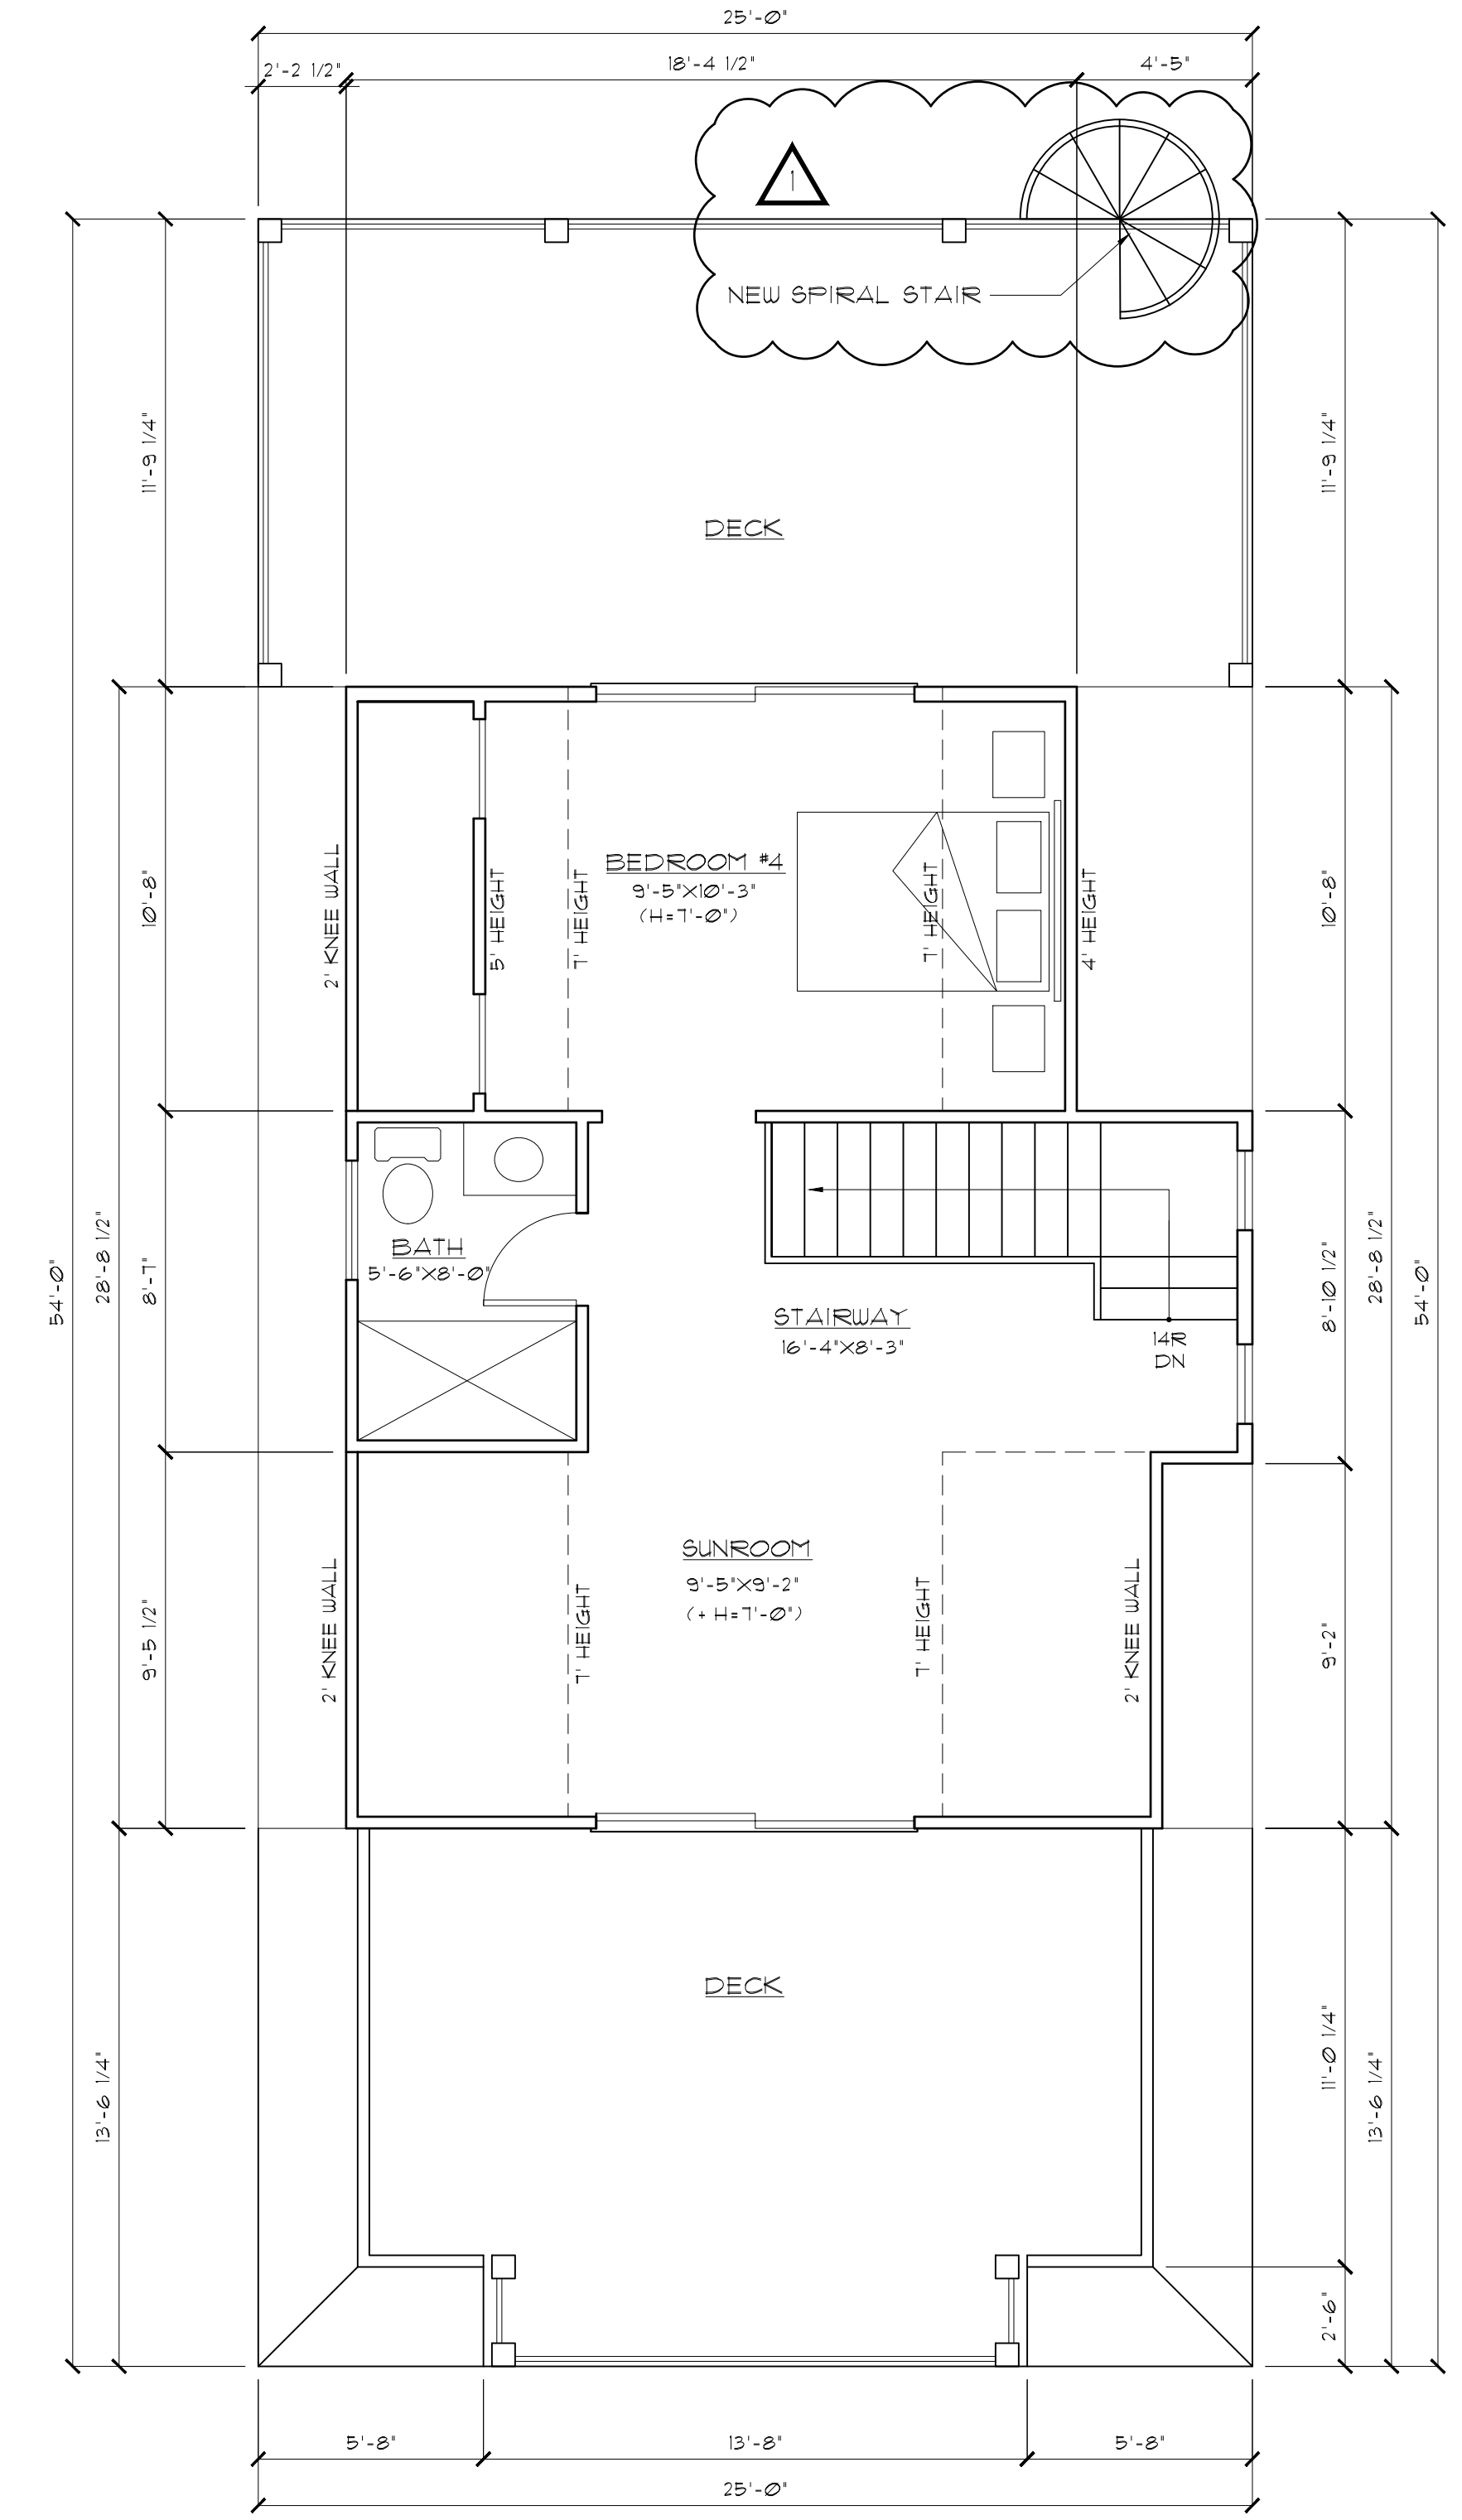 25'-0"
2'-2 1/2"
18'-4 1/2"
4'-5"
1
NEW SPIRAL STAIR
11'-9 1/4"
11'-9 1/4"
DECK
2' KNEE WALL
5' HEIGHT
7' HEIGHT
BEDROOM #4
9'-5"X10'-3"
(H=7'-0")
7' HEIGHT
4' HEIGHT
10'-8"
10'-8"
BATH
5'-6"X8'-0"
STAIRWAY
16'-4"X8'-3"
14R
DN
54'-0"
28'-8 1/2"
8'-7"
8'-10 1/2"
28'-8 1/2"
54'-0"
SUNROOM
9'-5"X9'-2"
(+ H=7'-0")
9'-5 1/2"
2' KNEE WALL
7' HEIGHT
7' HEIGHT
2' KNEE WALL
9'-2"
DECK
13'-6 1/4"
11'-0 1/4"
13'-6 1/4"
2'-6"
5'-8"
13'-8"
5'-8"
25'-0"